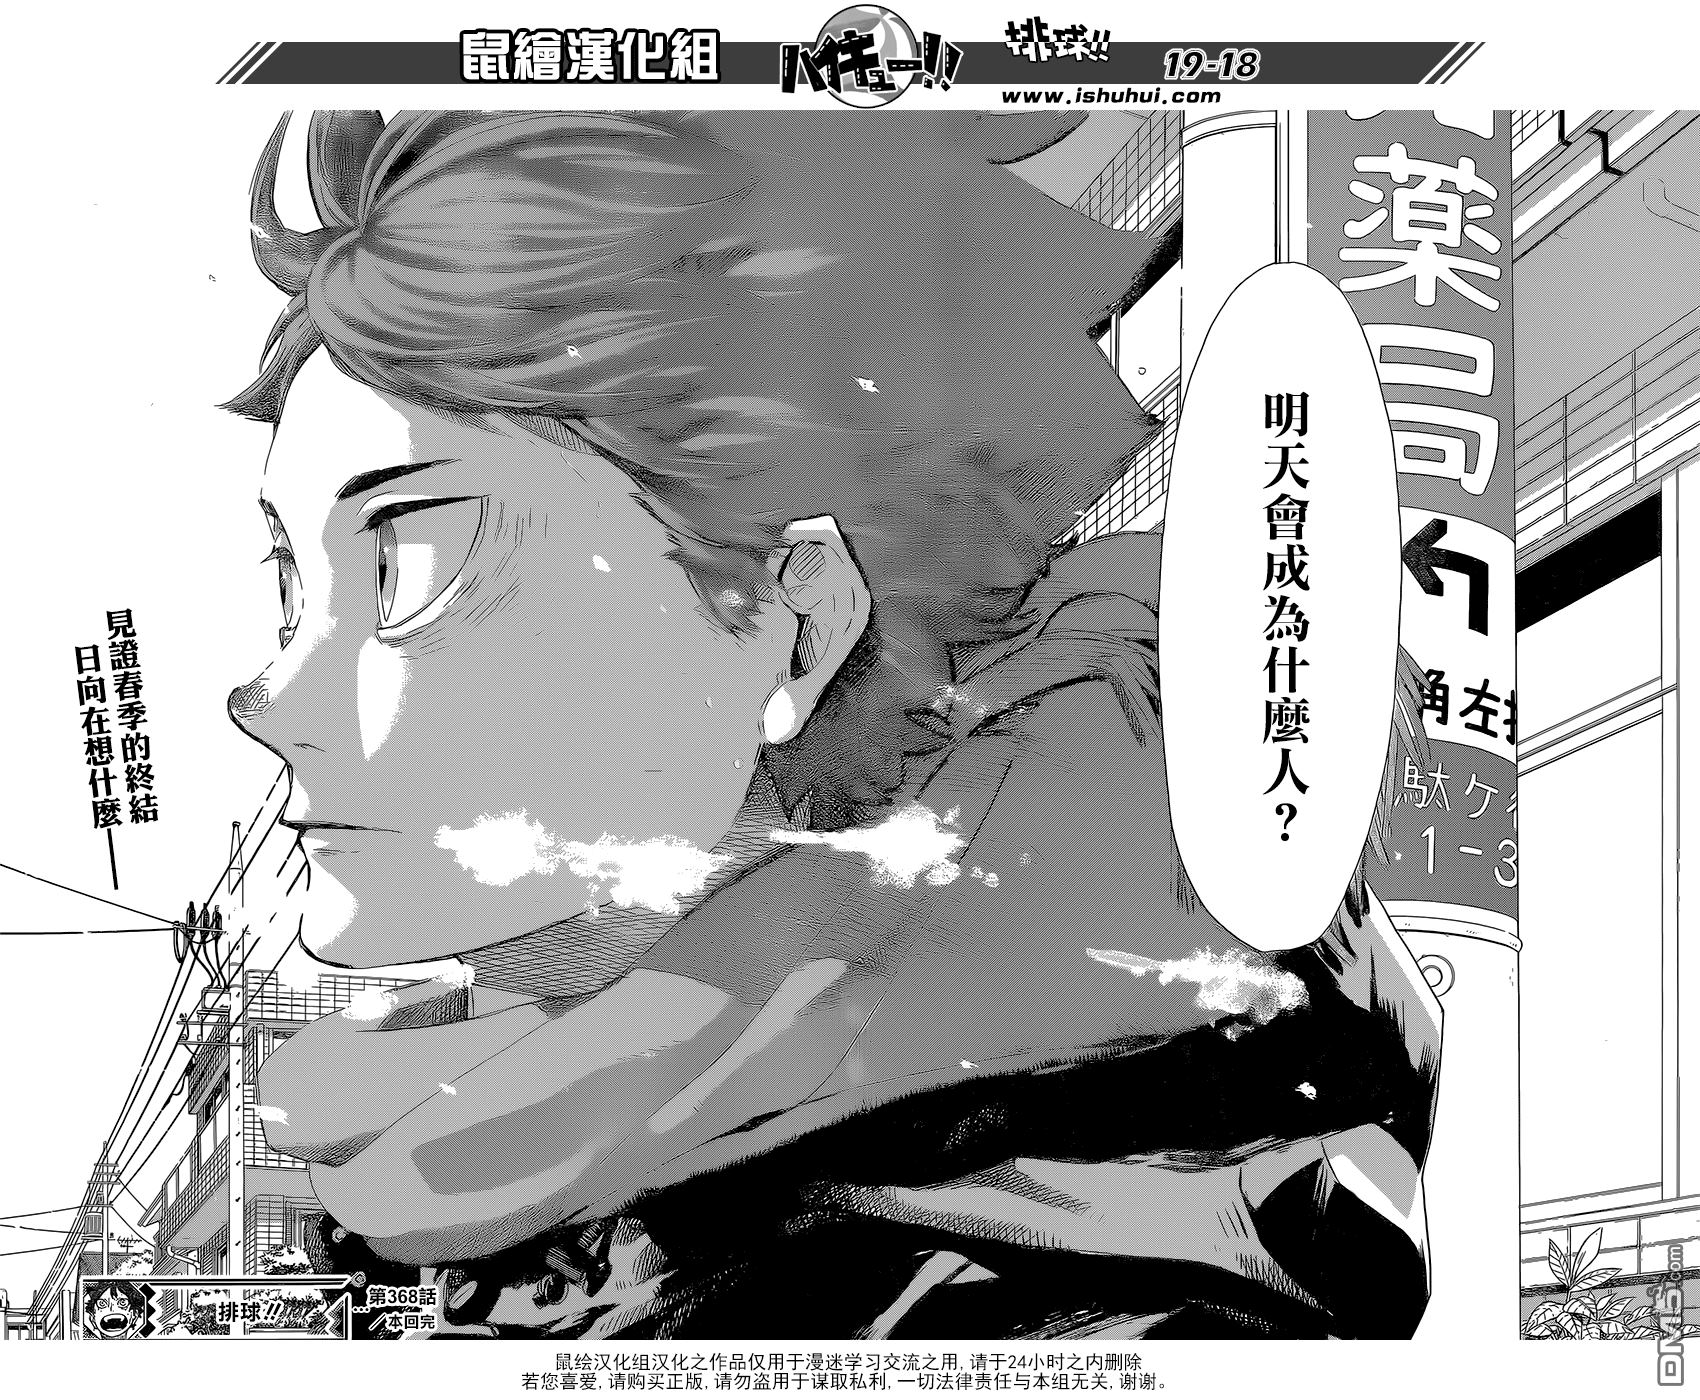 鼠繪漢化組
ハイキュー!!
排球!!
19-18
www.ishuhui.com
薬局
角左
駄ケ
1-3
明天會成為什麼人？
見證春季的終結
日向在想什麼——
排球!!
第368話
…／本回完
鼠绘汉化组汉化之作品仅用于漫迷学习交流之用,请于24小时之内删除
若您喜爱,请购买正版,请勿盗用于谋取私利,一切法律责任与本组无关,谢谢。
DM5.com